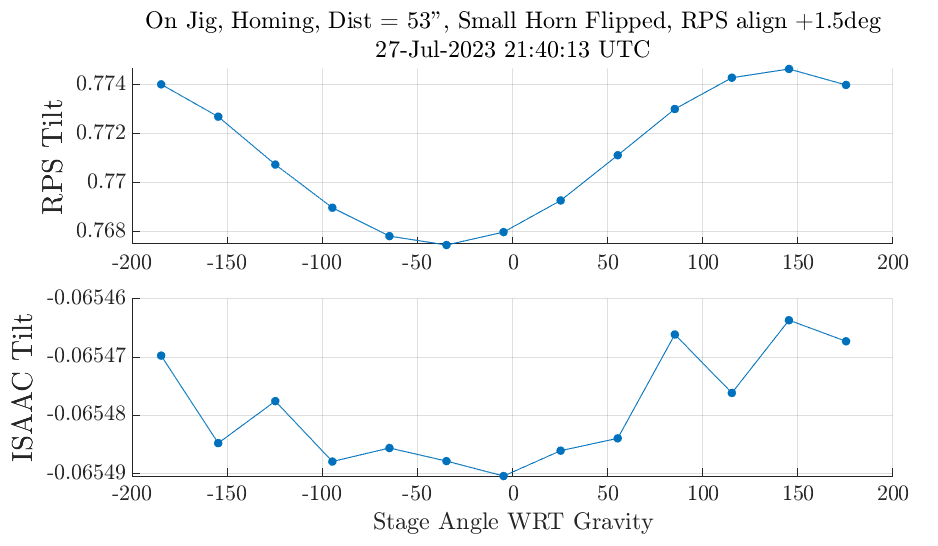 On Jig, Homing, Dist = 53", Small Horn Flipped, RPS align +1.5deg
27-Jul-2023 21:40:13 UTC
RPS Tilt
0.774
0.772
0.77
0.768
-200 -150 -100 -50 0 50 100 150 200
ISAAC Tilt
-0.06546
-0.06547
-0.06548
-0.06549
-200 -150 -100 -50 0 50 100 150 200
Stage Angle WRT Gravity